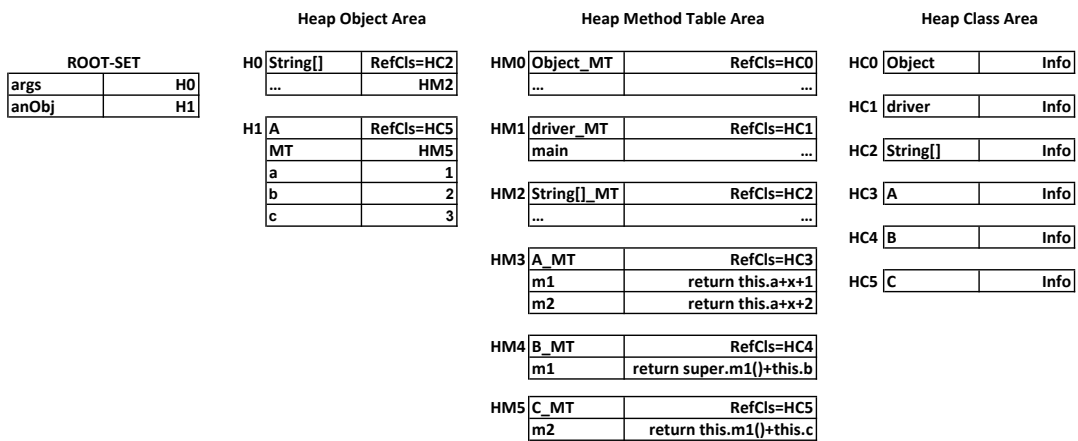 Heap Object Area Heap Method Table Area Heap Class Area
ROOT-SET
args H0
anObj H1
H0 String[] RefCls=HC2
... HM2
H1 A RefCls=HC5
MT HM5
a 1
b 2
c 3
HM0 Object_MT RefCls=HC0
... ...
HM1 driver_MT RefCls=HC1
main ...
HM2 String[]_MT RefCls=HC2
... ...
HM3 A_MT RefCls=HC3
m1 return this.a+x+1
m2 return this.a+x+2
HM4 B_MT RefCls=HC4
m1 return super.m1()+this.b
HM5 C_MT RefCls=HC5
m2 return this.m1()+this.c
HC0 Object Info
HC1 driver Info
HC2 String[] Info
HC3 A Info
HC4 B Info
HC5 C Info